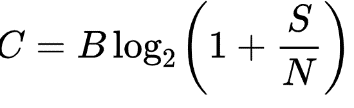 C = B log₂ (1 + S/N)